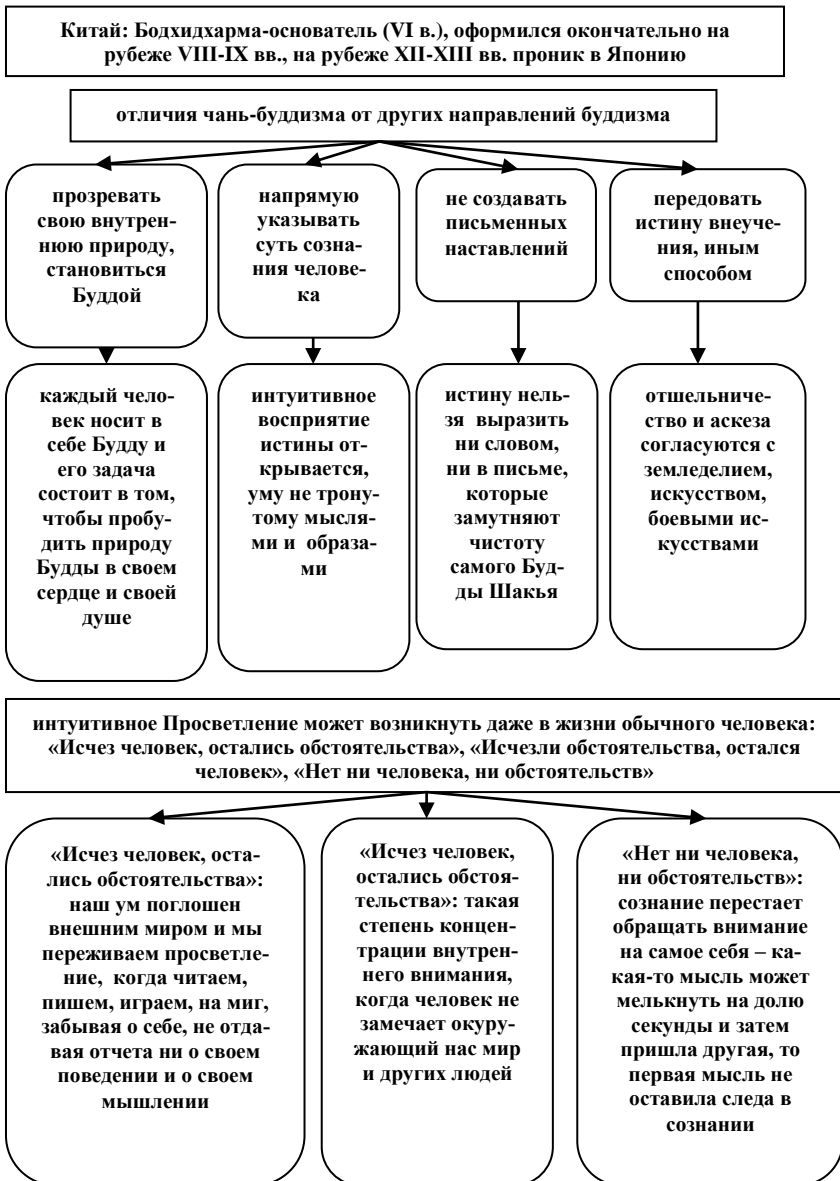 Китай: Бодхидхарма-основатель (VI в.), оформился окончательно на
рубеже VIII-IX вв., на рубеже XII-XIII вв. проник в Японию
отличия чань-буддизма от других направлений буддизма
прозревать
свою внутрен-
нюю природу,
становиться
Буддой
напрямую
указывать
суть созна-
ния челове-
ка
не создавать
письменных
наставлений
передовать
истину внеуче-
ния, иным
способом
каждый чело-
век носит в
себе Будду и
его задача
состоит в том,
чтобы пробу-
дить природу
Будды в своем
сердце и своей
душе
интуитивное
восприятие
истины от-
крывается,
уму не трону-
тому мысля-
ми и образа-
ми
истину нель-
зя выразить
ни словом,
ни в письме,
которые
замутняют
чистоту
самого Буд-
ды Шакья
отшельниче-
ство и аскеза
согласуются с
земледелием,
искусством,
боевыми ис-
кусствами
интуитивное Просветление может возникнуть даже в жизни обычного человека:
«Исчез человек, остались обстоятельства», «Исчезли обстоятельства, остался
человек», «Нет ни человека, ни обстоятельств»
«Исчез человек, оста-
лись обстоятельства»:
наш ум поглошен
внешним миром и мы
переживаем просветле-
ние, когда читаем,
пишем, играем, на миг,
забывая о себе, не отда-
вая отчета ни о своем
поведении и о своем
мышлении
«Исчез человек,
остались обстоя-
тельства»: такая
степень концен-
трации внутрен-
него внимания,
когда человек не
замечает окуру-
жающий нас мир
и других людей
«Нет ни человека,
ни обстоятельств»:
сознание перестает
обращать внимание
на самое себя – ка-
кая-то мысль может
мелькнуть на долю
секунды и затем
пришла другая, то
первая мысль не
оставила следа в
сознании